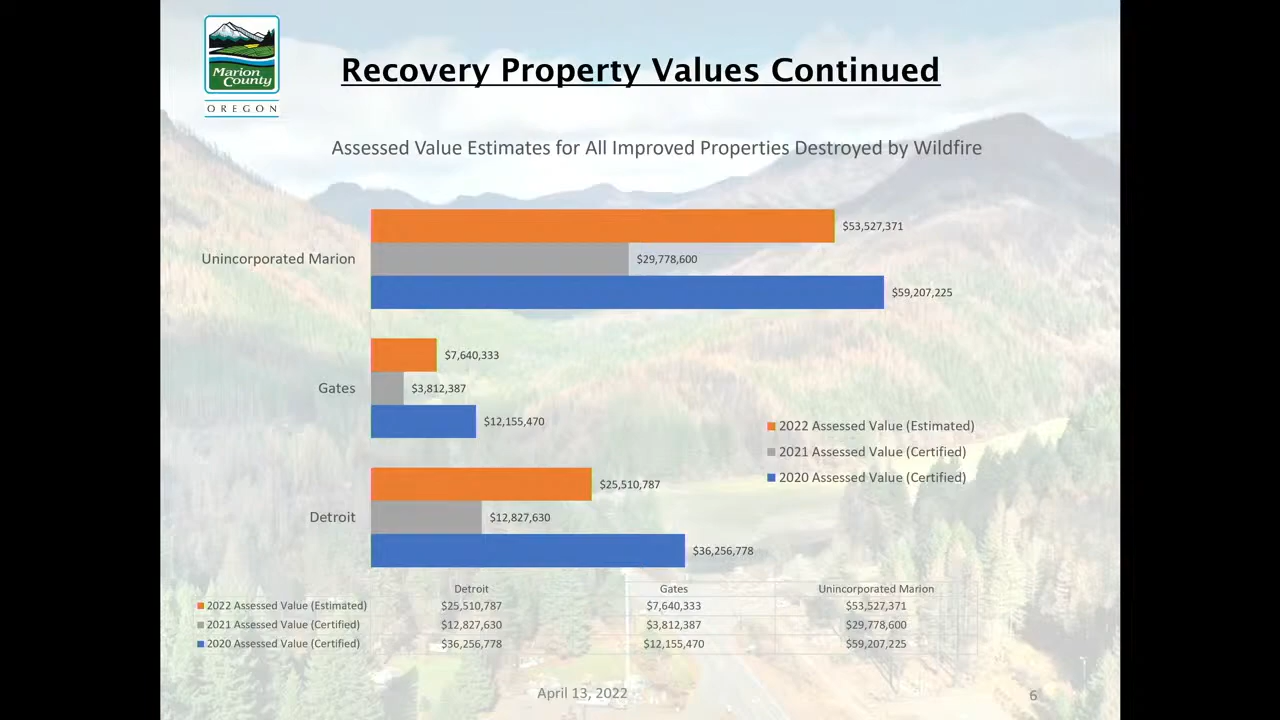 Marion
County
OREGON
Recovery Property Values Continued
Assessed Value Estimates for All Improved Properties Destroyed by Wildfire
Unincorporated Marion
$53,527,371
$29,778,600
$59,207,225
Gates
$7,640,333
$3,812,387
$12,155,470
2022 Assessed Value (Estimated)
2021 Assessed Value (Certified)
2020 Assessed Value (Certified)
Detroit
$25,510,787
$12,827,630
$36,256,778
Detroit Gates Unincorporated Marion
2022 Assessed Value (Estimated) $25,510,787 $7,640,333 $53,527,371
2021 Assessed Value (Certified) $12,827,630 $3,812,387 $29,778,600
2020 Assessed Value (Certified) $36,256,778 $12,155,470 $59,207,225
April 13, 2022
6